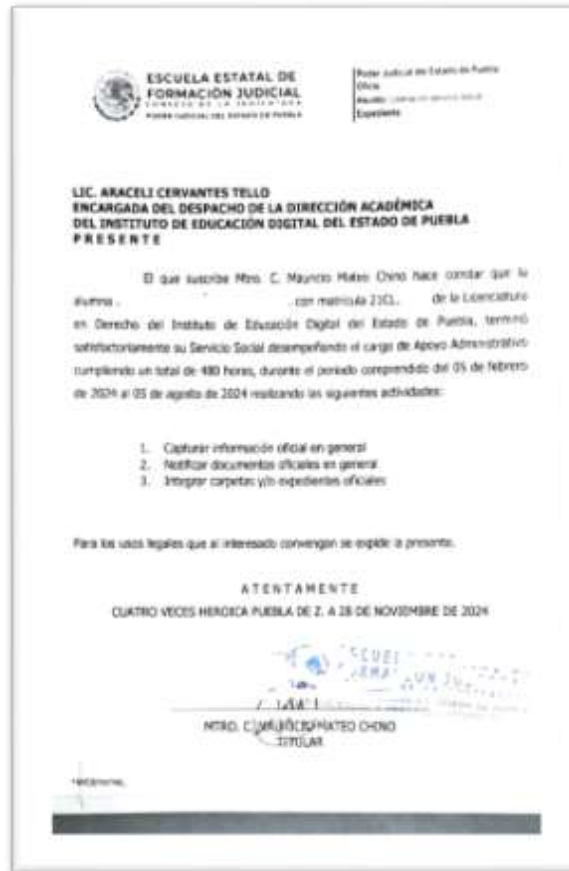 ESCUELA ESTATAL DE
FORMACIÓN JUDICIAL
CONSEJO DE LA JUDICATURA
PODER JUDICIAL DEL ESTADO DE PUEBLA
Poder Judicial del Estado de Puebla
Oficio
Asunto:
Expediente
LIC. ARACELI CERVANTES TELLO
ENCARGADA DEL DESPACHO DE LA DIRECCIÓN ACADÉMICA
DEL INSTITUTO DE EDUCACIÓN DIGITAL DEL ESTADO DE PUEBLA
P R E S E N T E
El que suscribe Mtro. C. Mauricio Mateo Chino hace constar que la
alumna , con matrícula 21CL. de la Licenciatura
en Derecho del Instituto de Educación Digital del Estado de Puebla, terminó
satisfactoriamente su Servicio Social desempeñando el cargo de Apoyo Administrativo
cumpliendo un total de 480 horas, durante el periodo comprendido del 05 de febrero
de 2024 al 05 de agosto de 2024 realizando las siguientes actividades:
1. Capturar información oficial en general
2. Notificar documentos oficiales en general
3. Integrar carpetas y/o expedientes oficiales
Para los usos legales que al interesado convengan se expide la presente.
A T E N T A M E N T E
CUATRO VECES HEROICA PUEBLA DE Z. A 28 DE NOVIEMBRE DE 2024
MTRO. C. MAURICIO MATEO CHINO
TITULAR